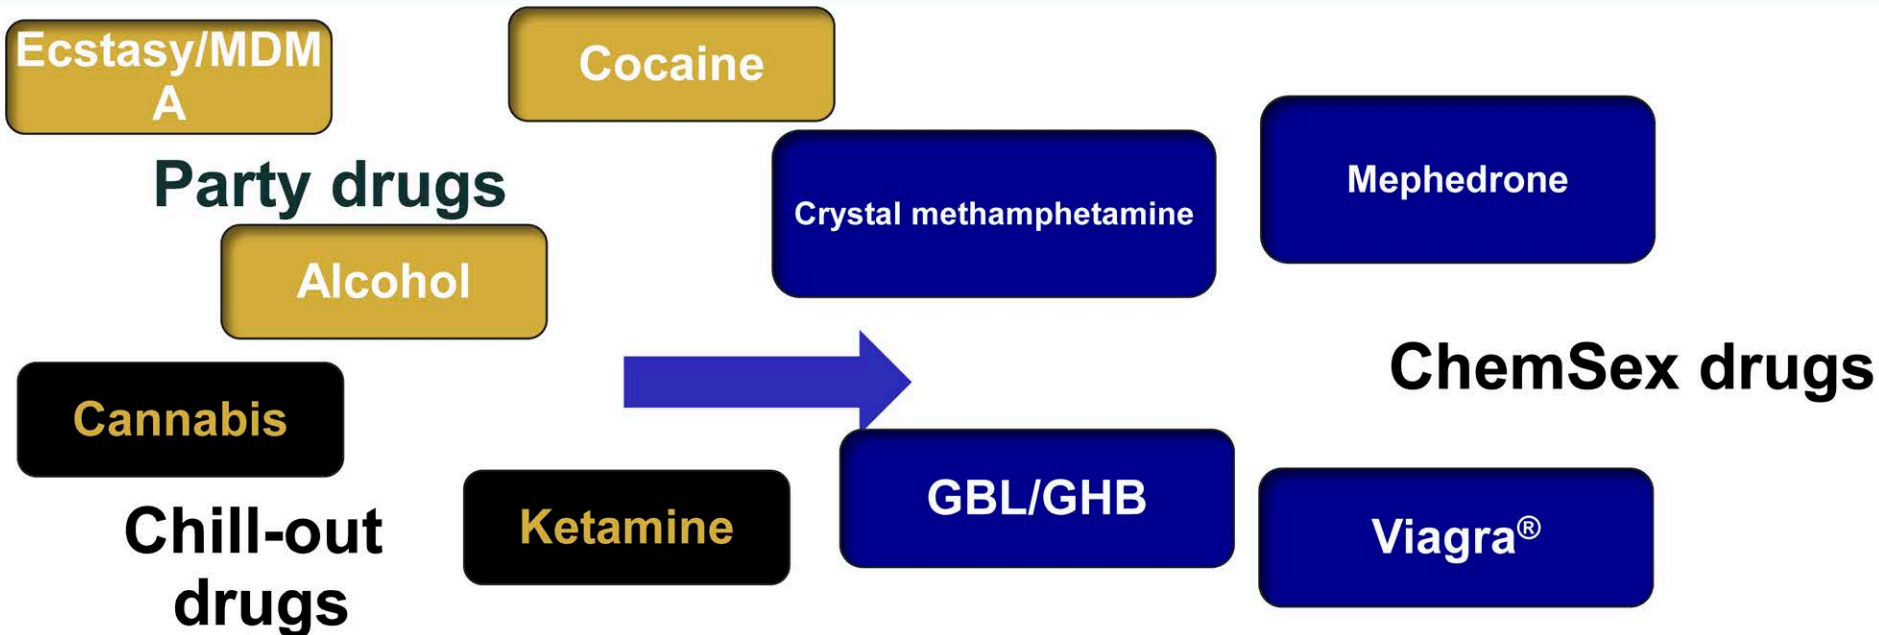 Ecstasy/MDM
A
Cocaine
Party drugs
Crystal methamphetamine
Mephedrone
Alcohol
ChemSex drugs
Cannabis
Ketamine
GBL/GHB
Viagra®
Chill-out
drugs